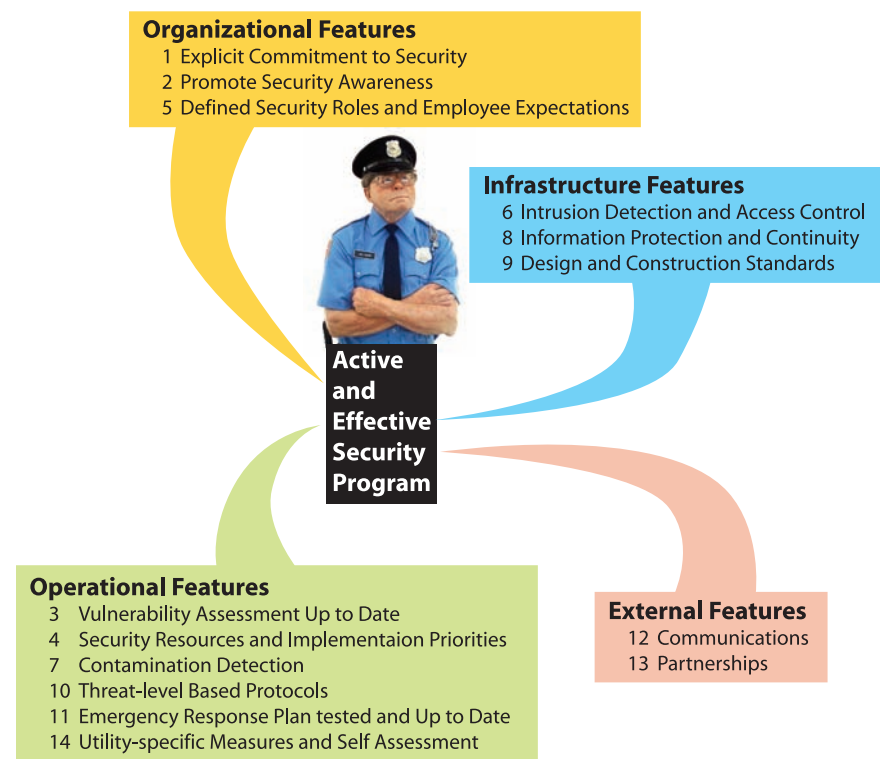 Organizational Features
1 Explicit Commitment to Security
2 Promote Security Awareness
5 Defined Security Roles and Employee Expectations
Infrastructure Features
6 Intrusion Detection and Access Control
8 Information Protection and Continuity
9 Design and Construction Standards
Active
and
Effective
Security
Program
Operational Features
3 Vulnerability Assessment Up to Date
4 Security Resources and Implementaion Priorities
7 Contamination Detection
10 Threat-level Based Protocols
11 Emergency Response Plan tested and Up to Date
14 Utility-specific Measures and Self Assessment
External Features
12 Communications
13 Partnerships